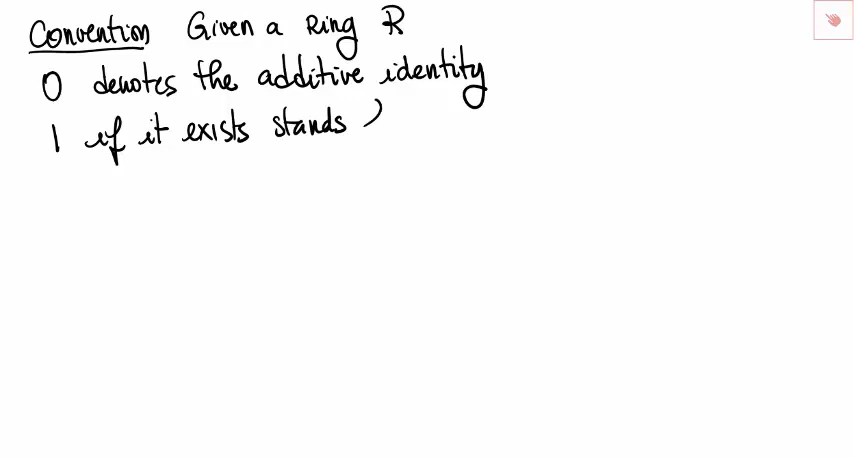 Convention Given a Ring R
0 denotes the additive identity
1 if it exists stands